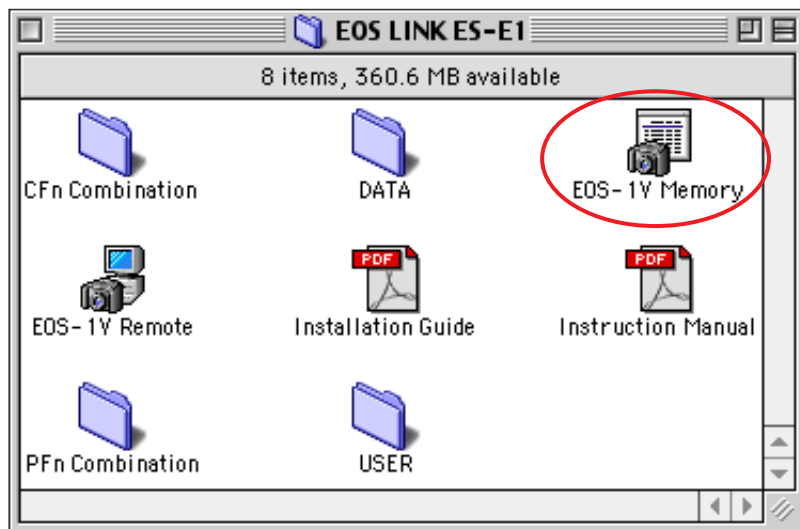 EOS LINK ES-E1
8 items, 360.6 MB available
CFn Combination
DATA
EOS-1V Memory
EOS-1V Remote
PDF
Installation Guide
PDF
Instruction Manual
PFn Combination
USER